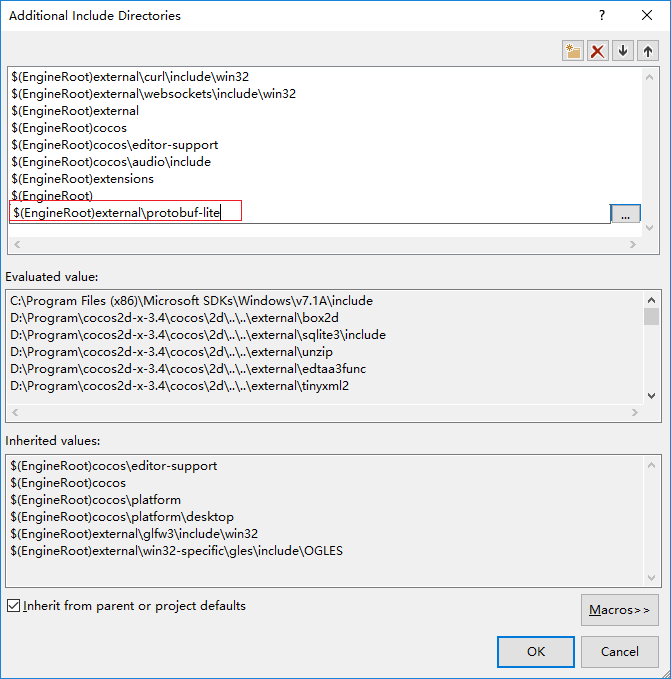 Additional Include Directories
?
$(EngineRoot)external\curl\include\win32
$(EngineRoot)external\websockets\include\win32
$(EngineRoot)external
$(EngineRoot)cocos
$(EngineRoot)cocos\editor-support
$(EngineRoot)cocos\audio\include
$(EngineRoot)extensions
$(EngineRoot)
$(EngineRoot)external\protobuf-lite
...
Evaluated value:
C:\Program Files (x86)\Microsoft SDKs\Windows\v7.1A\include
D:\Program\cocos2d-x-3.4\cocos\2d\..\..\external\box2d
D:\Program\cocos2d-x-3.4\cocos\2d\..\..\external\sqlite3\include
D:\Program\cocos2d-x-3.4\cocos\2d\..\..\external\unzip
D:\Program\cocos2d-x-3.4\cocos\2d\..\..\external\edtaa3func
D:\Program\cocos2d-x-3.4\cocos\2d\..\..\external\tinyxml2
Inherited values:
$(EngineRoot)cocos\editor-support
$(EngineRoot)cocos
$(EngineRoot)cocos\platform
$(EngineRoot)cocos\platform\desktop
$(EngineRoot)external\glfw3\include\win32
$(EngineRoot)external\win32-specific\gles\include\OGLES
Inherit from parent or project defaults
Macros>>
OK
Cancel